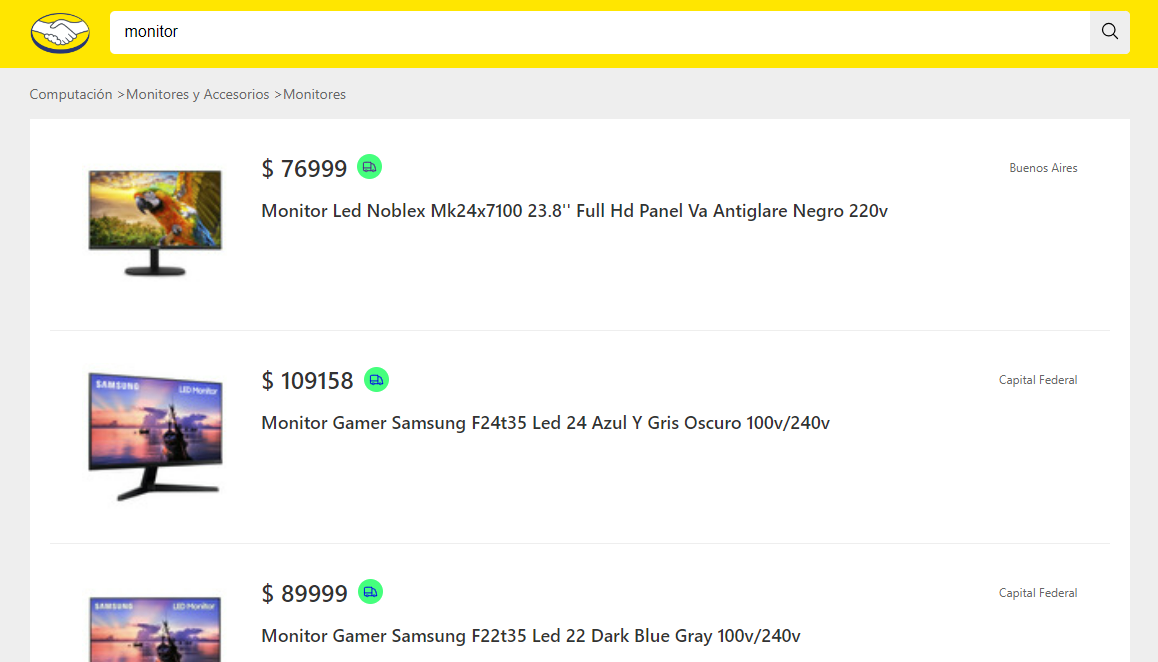 monitor
Computación >Monitores y Accesorios >Monitores
$ 76999
Buenos Aires
Monitor Led Noblex Mk24x7100 23.8'' Full Hd Panel Va Antiglare Negro 220v
$ 109158
Capital Federal
SAMSUNG
LED Monitor
Monitor Gamer Samsung F24t35 Led 24 Azul Y Gris Oscuro 100v/240v
$ 89999
Capital Federal
SAMSUNG
LED Monitor
Monitor Gamer Samsung F22t35 Led 22 Dark Blue Gray 100v/240v